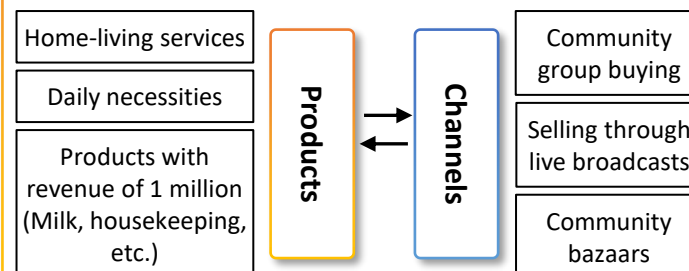 Home-living services
Daily necessities
Products with
revenue of 1 million
(Milk, housekeeping,
etc.)
Products
Channels
Community
group buying
Selling through
live broadcasts
Community
bazaars